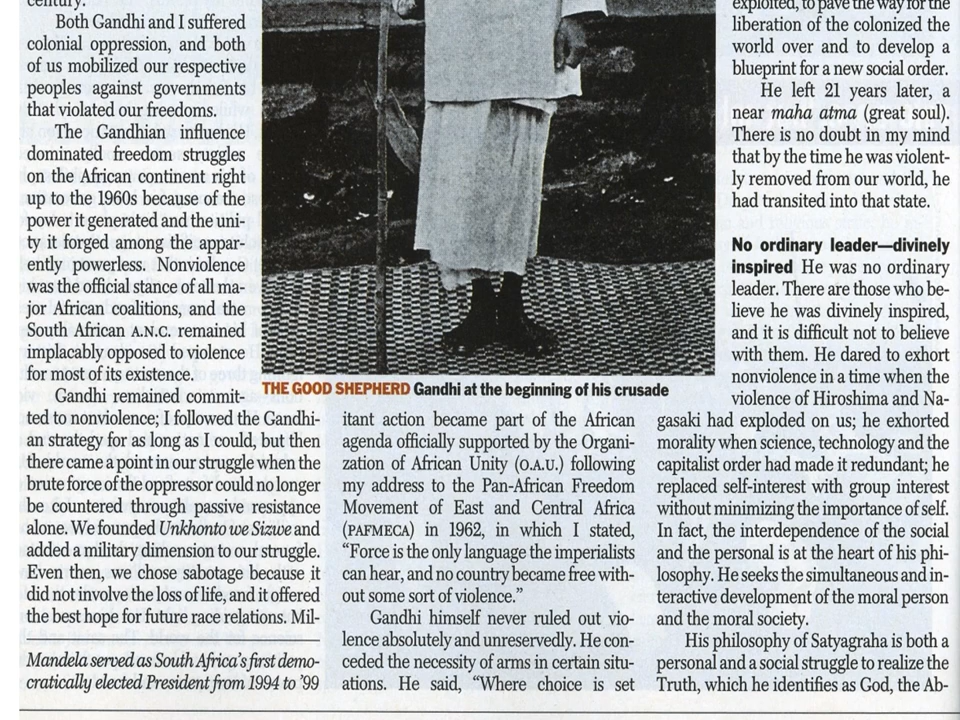 century.
Both Gandhi and I suffered
colonial oppression, and both
of us mobilized our respective
peoples against governments
that violated our freedoms.
The Gandhian influence
dominated freedom struggles
on the African continent right
up to the 1960s because of the
power it generated and the uni-
ty it forged among the appar-
ently powerless. Nonviolence
was the official stance of all ma-
jor African coalitions, and the
South African A.N.C. remained
implacably opposed to violence
for most of its existence.
Gandhi remained commit-
ted to nonviolence; I followed the Gandhi-
an strategy for as long as I could, but then
there came a point in our struggle when the
brute force of the oppressor could no longer
be countered through passive resistance
alone. We founded Unkhonto we Sizwe and
added a military dimension to our struggle.
Even then, we chose sabotage because it
did not involve the loss of life, and it offered
the best hope for future race relations. Mil-
Mandela served as South Africa's first demo-
cratically elected President from 1994 to '99
THE GOOD SHEPHERD Gandhi at the beginning of his crusade
itant action became part of the African
agenda officially supported by the Organi-
zation of African Unity (O.A.U.) following
my address to the Pan-African Freedom
Movement of East and Central Africa
(PAFMECA) in 1962, in which I stated,
“Force is the only language the imperialists
can hear, and no country became free with-
out some sort of violence.”
Gandhi himself never ruled out vio-
lence absolutely and unreservedly. He con-
ceded the necessity of arms in certain situ-
ations. He said, “Where choice is set
exploited, to pave the way for the
liberation of the colonized the
world over and to develop a
blueprint for a new social order.
He left 21 years later, a
near maha atma (great soul).
There is no doubt in my mind
that by the time he was violent-
ly removed from our world, he
had transited into that state.
No ordinary leader—divinely
inspired He was no ordinary
leader. There are those who be-
lieve he was divinely inspired,
and it is difficult not to believe
with them. He dared to exhort
nonviolence in a time when the
violence of Hiroshima and Na-
gasaki had exploded on us; he exhorted
morality when science, technology and the
capitalist order had made it redundant; he
replaced self-interest with group interest
without minimizing the importance of self.
In fact, the interdependence of the social
and the personal is at the heart of his phi-
losophy. He seeks the simultaneous and in-
teractive development of the moral person
and the moral society.
His philosophy of Satyagraha is both a
personal and a social struggle to realize the
Truth, which he identifies as God, the Ab-